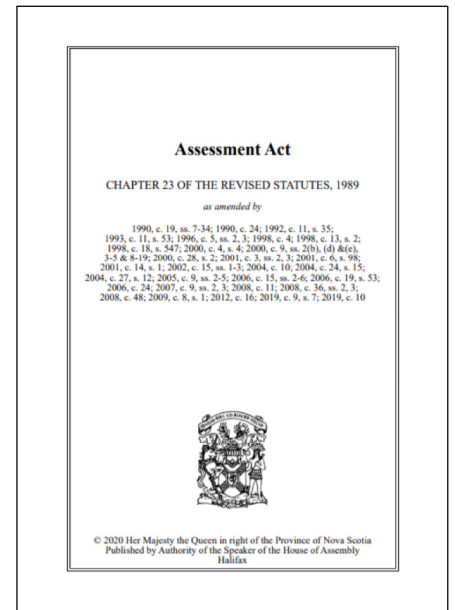 Assessment Act
CHAPTER 23 OF THE REVISED STATUTES, 1989
as amended by
1990, c. 19, ss. 7-34; 1990, c. 24; 1992, c. 11, s. 35;
1993, c. 11, s. 53; 1996, c. 5, ss. 2, 3; 1998, c. 4; 1998, c. 13, s. 2;
1998, c. 18, s. 547; 2000, c. 4, s. 4; 2000, c. 9, ss. 2(b), (d) &(e),
3-5 & 8-19; 2000, c. 28, s. 2; 2001, c. 3, ss. 2, 3; 2001, c. 6, s. 98;
2001, c. 14, s. 1; 2002, c. 15, ss. 1-3; 2004, c. 10; 2004, c. 24, s. 15;
2004, c. 27, s. 12; 2005, c. 9, ss. 2-5; 2006, c. 15, ss. 2-6; 2006, c. 19, s. 53;
2006, c. 24; 2007, c. 9, ss. 2, 3; 2008, c. 11; 2008, c. 36, ss. 2, 3;
2008, c. 48; 2009, c. 8, s. 1; 2012, c. 16; 2019, c. 9, s. 7; 2019, c. 10
© 2020 Her Majesty the Queen in right of the Province of Nova Scotia
Published by Authority of the Speaker of the House of Assembly
Halifax